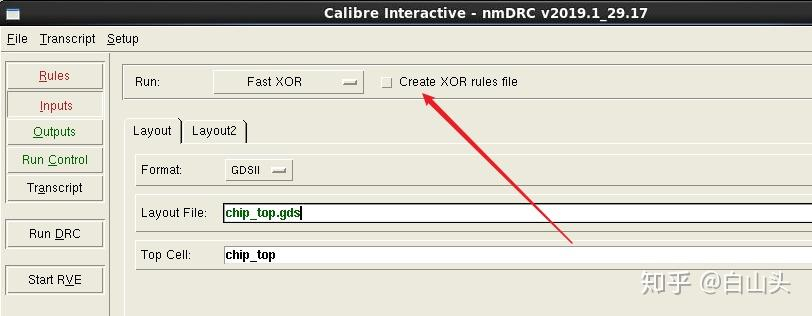 Calibre Interactive - nmDRC v2019.1_29.17
File Transcript Setup
Rules
Inputs
Outputs
Run Control
Transcript
Run DRC
Start RVE
Run: Fast XOR Create XOR rules file
Layout Layout2
Format: GDSII
Layout File: chip_top.gds
Top Cell: chip_top
知乎 @白山头